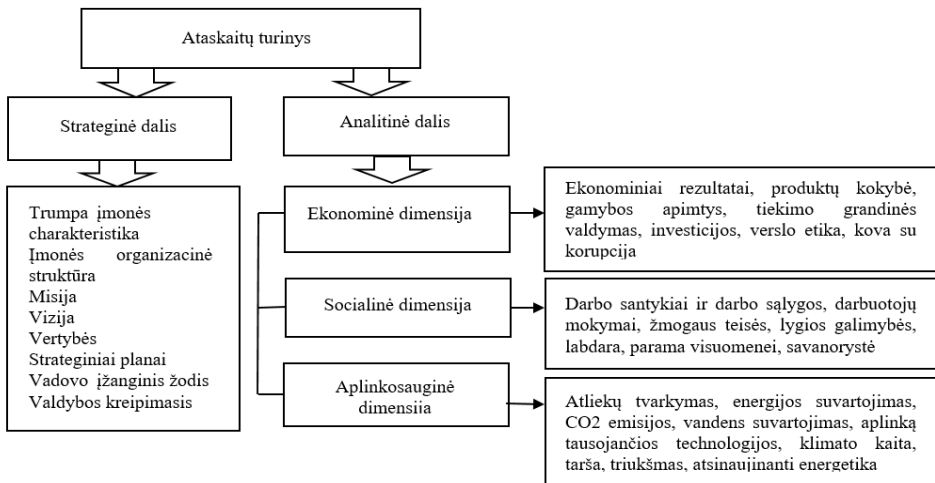 Ataskaitų turinys
Strateginė dalis
Analitinė dalis
Trumpa įmonės
charakteristika
Įmonės organizacinė
struktūra
Misija
Vizija
Vertybės
Strateginiai planai
Vadovo įžanginis žodis
Valdybos kreipimasis
Ekonominė dimensija
Ekonominiai rezultatai, produktų kokybė,
gamybos apimtys, tiekimo grandinės
valdymas, investicijos, verslo etika, kova su
korupcija
Socialinė dimensija
Darbo santykiai ir darbo sąlygos, darbuotojų
mokymai, žmogaus teisės, lygios galimybės,
labdara, parama visuomenei, savanorystė
Aplinkosauginė
dimensija
Atliekų tvarkymas, energijos suvartojimas,
CO2 emisijos, vandens suvartojimas, aplinką
tausojančios technologijos, klimato kaita,
tarša, triukšmas, atsinaujinanti energetika